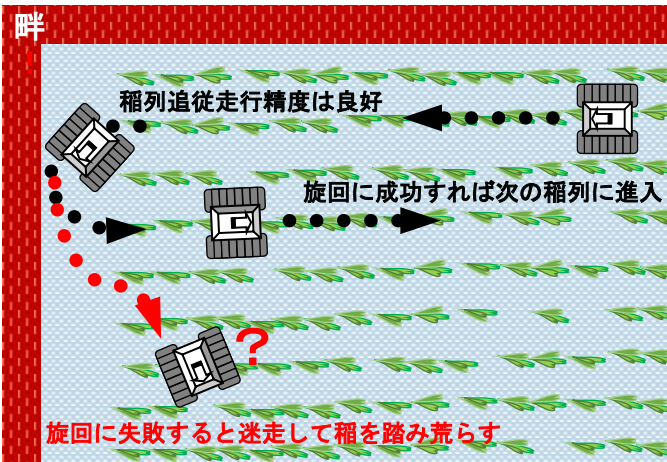 畔
稲列追従走行精度は良好
旋回に成功すれば次の稲列に進入
?
旋回に失敗すると迷走して稲を踏み荒らす